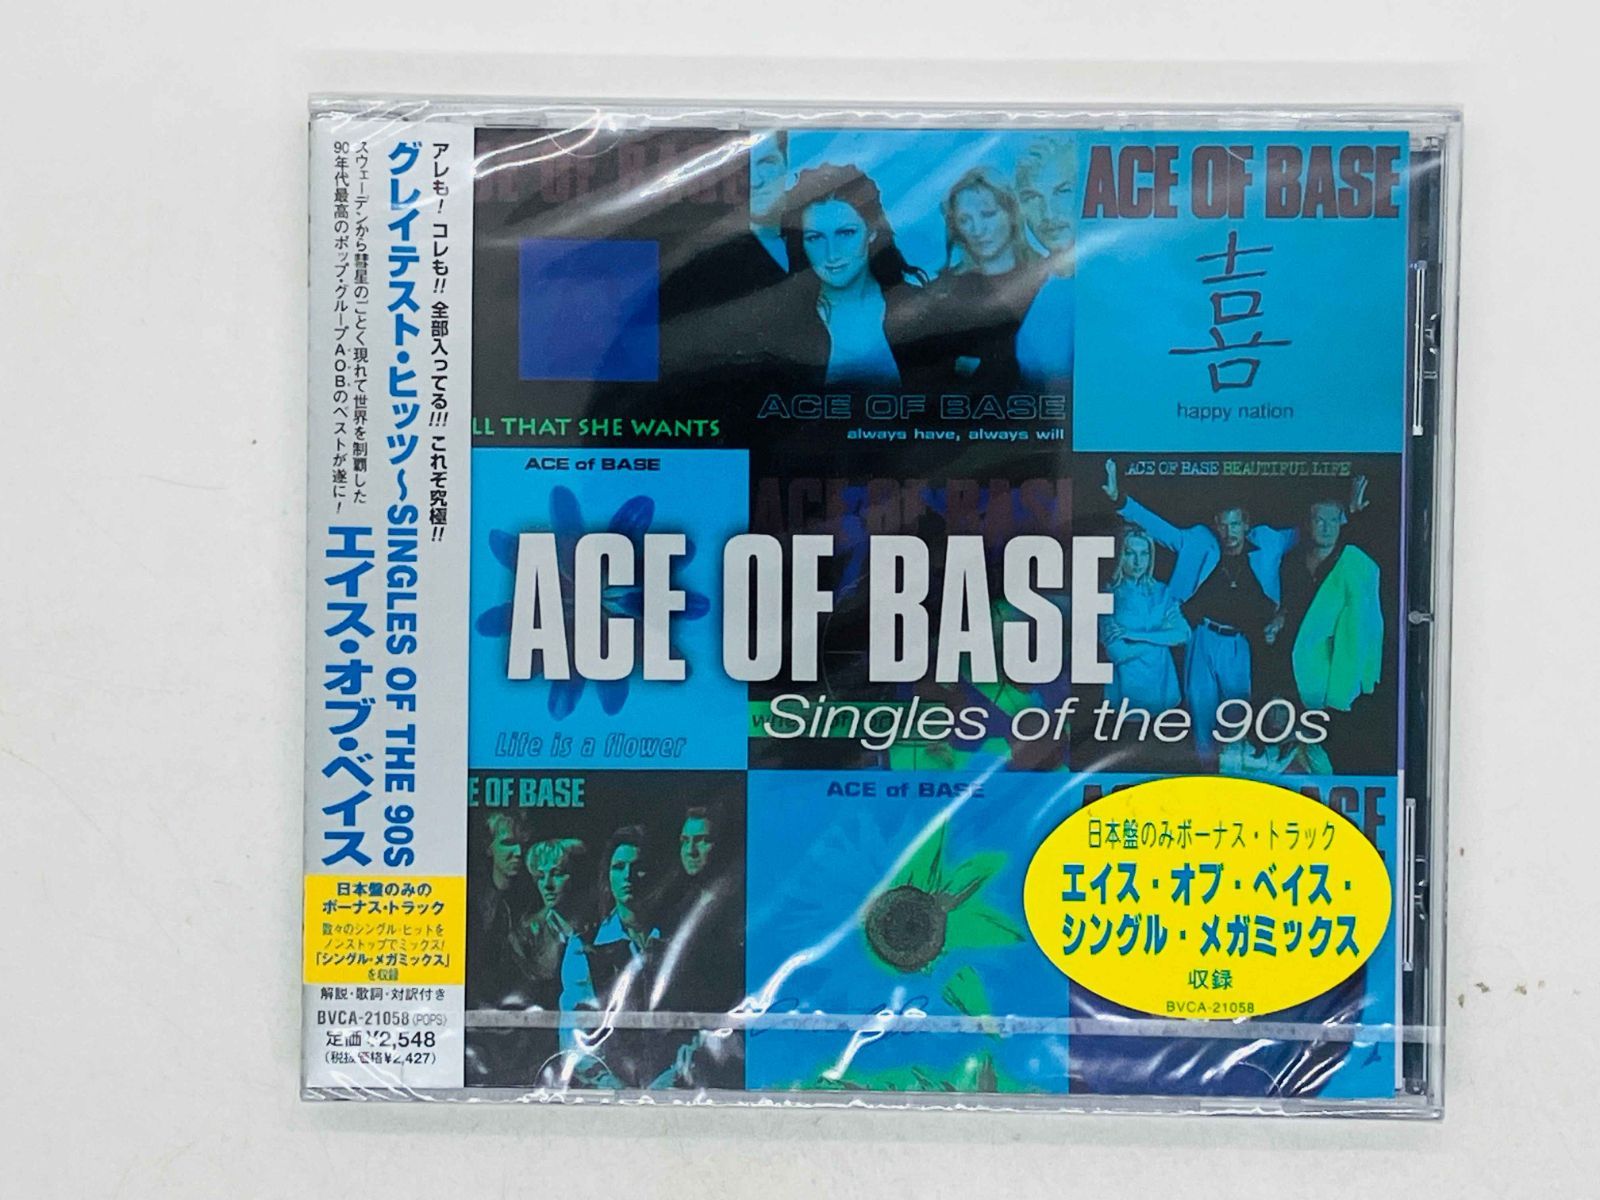 アレも! コレも!! 全部入ってる!!! これぞ究極!!
グレイテスト・ヒッツ〜SINGLES OF THE 90S
スウェーデンから彗星のごとく現れて世界を制覇した
90年代最高のポップ・グループAOBのベストが遂に!
エイス・オブ・ベイス
日本盤のみの
ボーナス・トラック
数々のシングル・ヒットを
ノンストップでミックス!
「シングル・メガミックス」
を収録
解説・歌詞・対訳付き
BVCA-21058 (POPS)
定価 ¥2,548
(税抜価格¥2,427)
LL THAT SHE WANTS
ACE OF BASE
always have, always will
ACE OF BASE
喜
happy nation
ACE of BASE
Life is a flower
ACE OF BASE BEAUTIFUL LIFE
ACE OF BASE
Singles of the 90s
E OF BASE
ACE of BASE
日本盤のみボーナス・トラック
エイス・オブ・ベイス・
シングル・メガミックス
収録
BVCA-21058